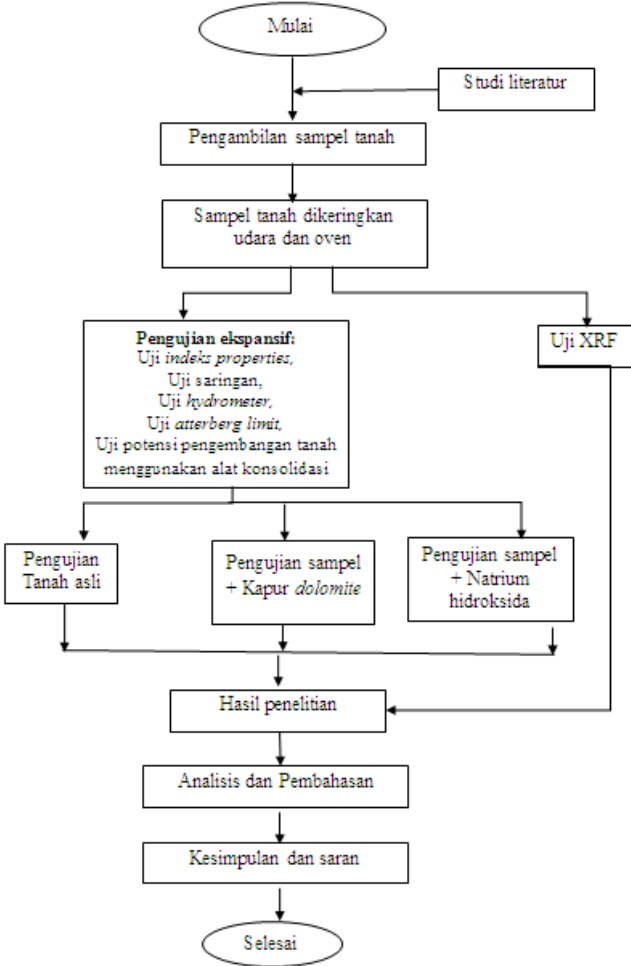 Mulai
Studi literatur
Pengambilan sampel tanah
Sampel tanah dikeringkan
udara dan oven
Pengujian ekspansif:
Uji indeks properties,
Uji saringan,
Uji hydrometer,
Uji atterberg limit,
Uji potensi pengembangan tanah
menggunakan alat konsolidasi
Uji XRF
Pengujian
Tanah asli
Pengujian sampel
+ Kapur dolomite
Pengujian sampel
+ Natrium
hidroksida
Hasil penelitian
Analisis dan Pembahasan
Kesimpulan dan saran
Selesai